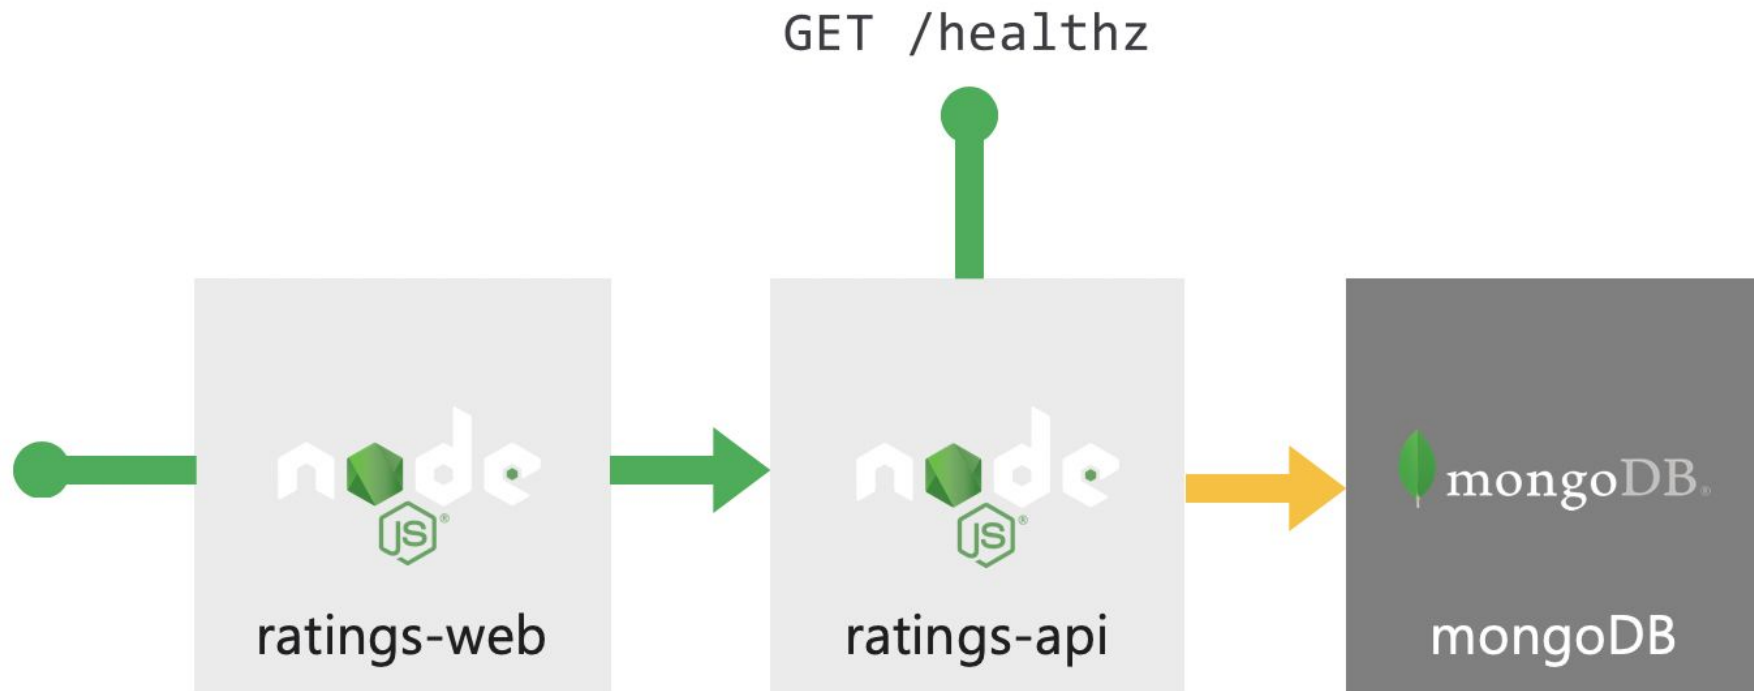 GET /healthz
node
JS®
ratings-web
node
JS®
ratings-api
mongoDB®
mongoDB